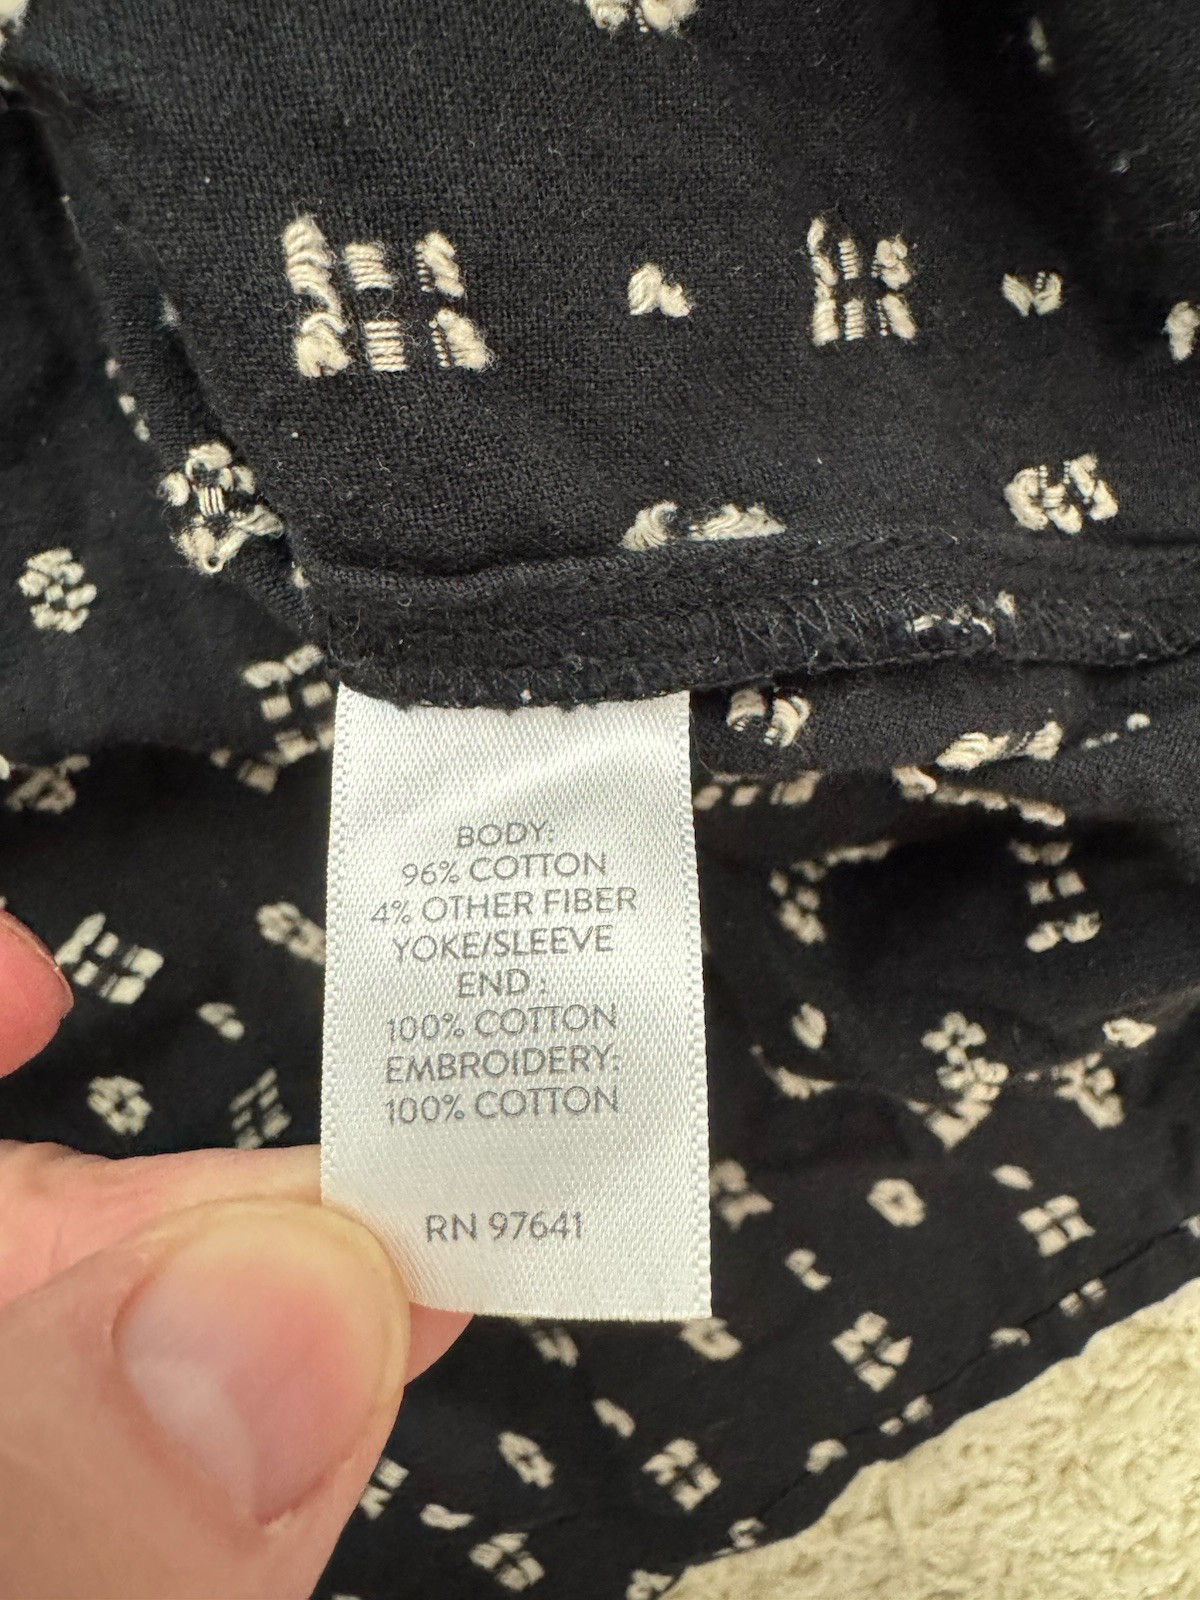 BODY:
96% COTTON
4% OTHER FIBER
YOKE/SLEEVE
END :
100% COTTON
EMBROIDERY:
100% COTTON
RN 97641